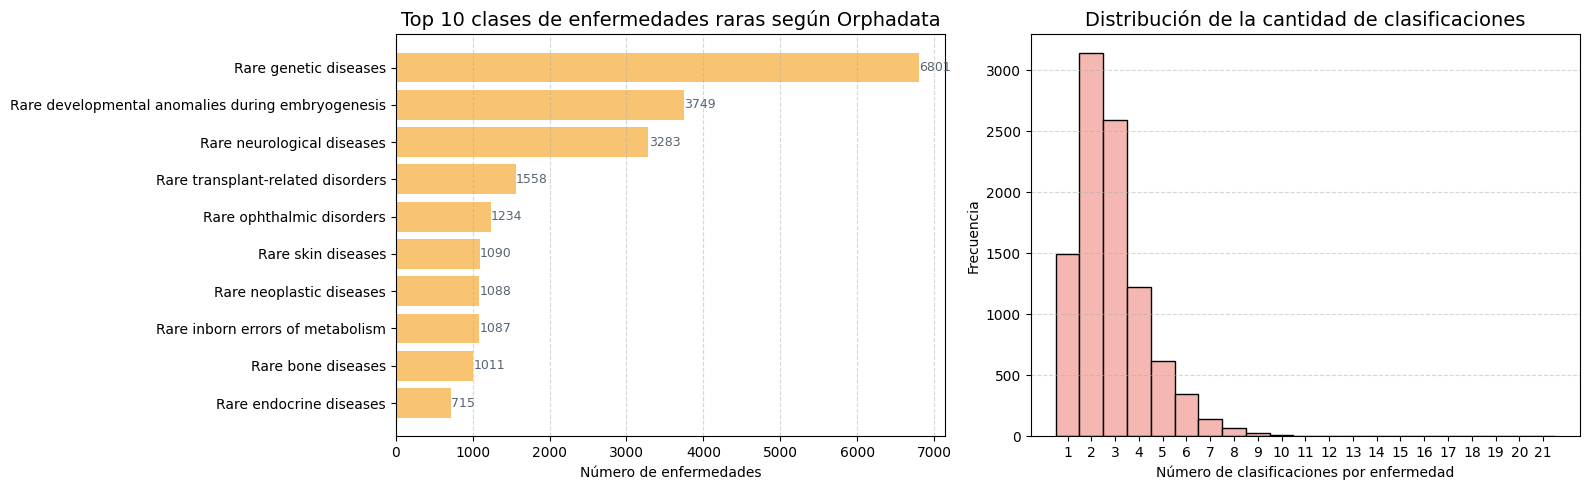 Top 10 clases de enfermedades raras según Orphadata
Rare genetic diseases 6801
Rare developmental anomalies during embryogenesis 3749
Rare neurological diseases 3283
Rare transplant-related disorders 1558
Rare ophthalmic disorders 1234
Rare skin diseases 1090
Rare neoplastic diseases 1088
Rare inborn errors of metabolism 1087
Rare bone diseases 1011
Rare endocrine diseases 715
0 1000 2000 3000 4000 5000 6000 7000
Número de enfermedades
Distribución de la cantidad de clasificaciones
Frecuencia
3000
2500
2000
1500
1000
500
0
1 2 3 4 5 6 7 8 9 10 11 12 13 14 15 16 17 18 19 20 21
Número de clasificaciones por enfermedad